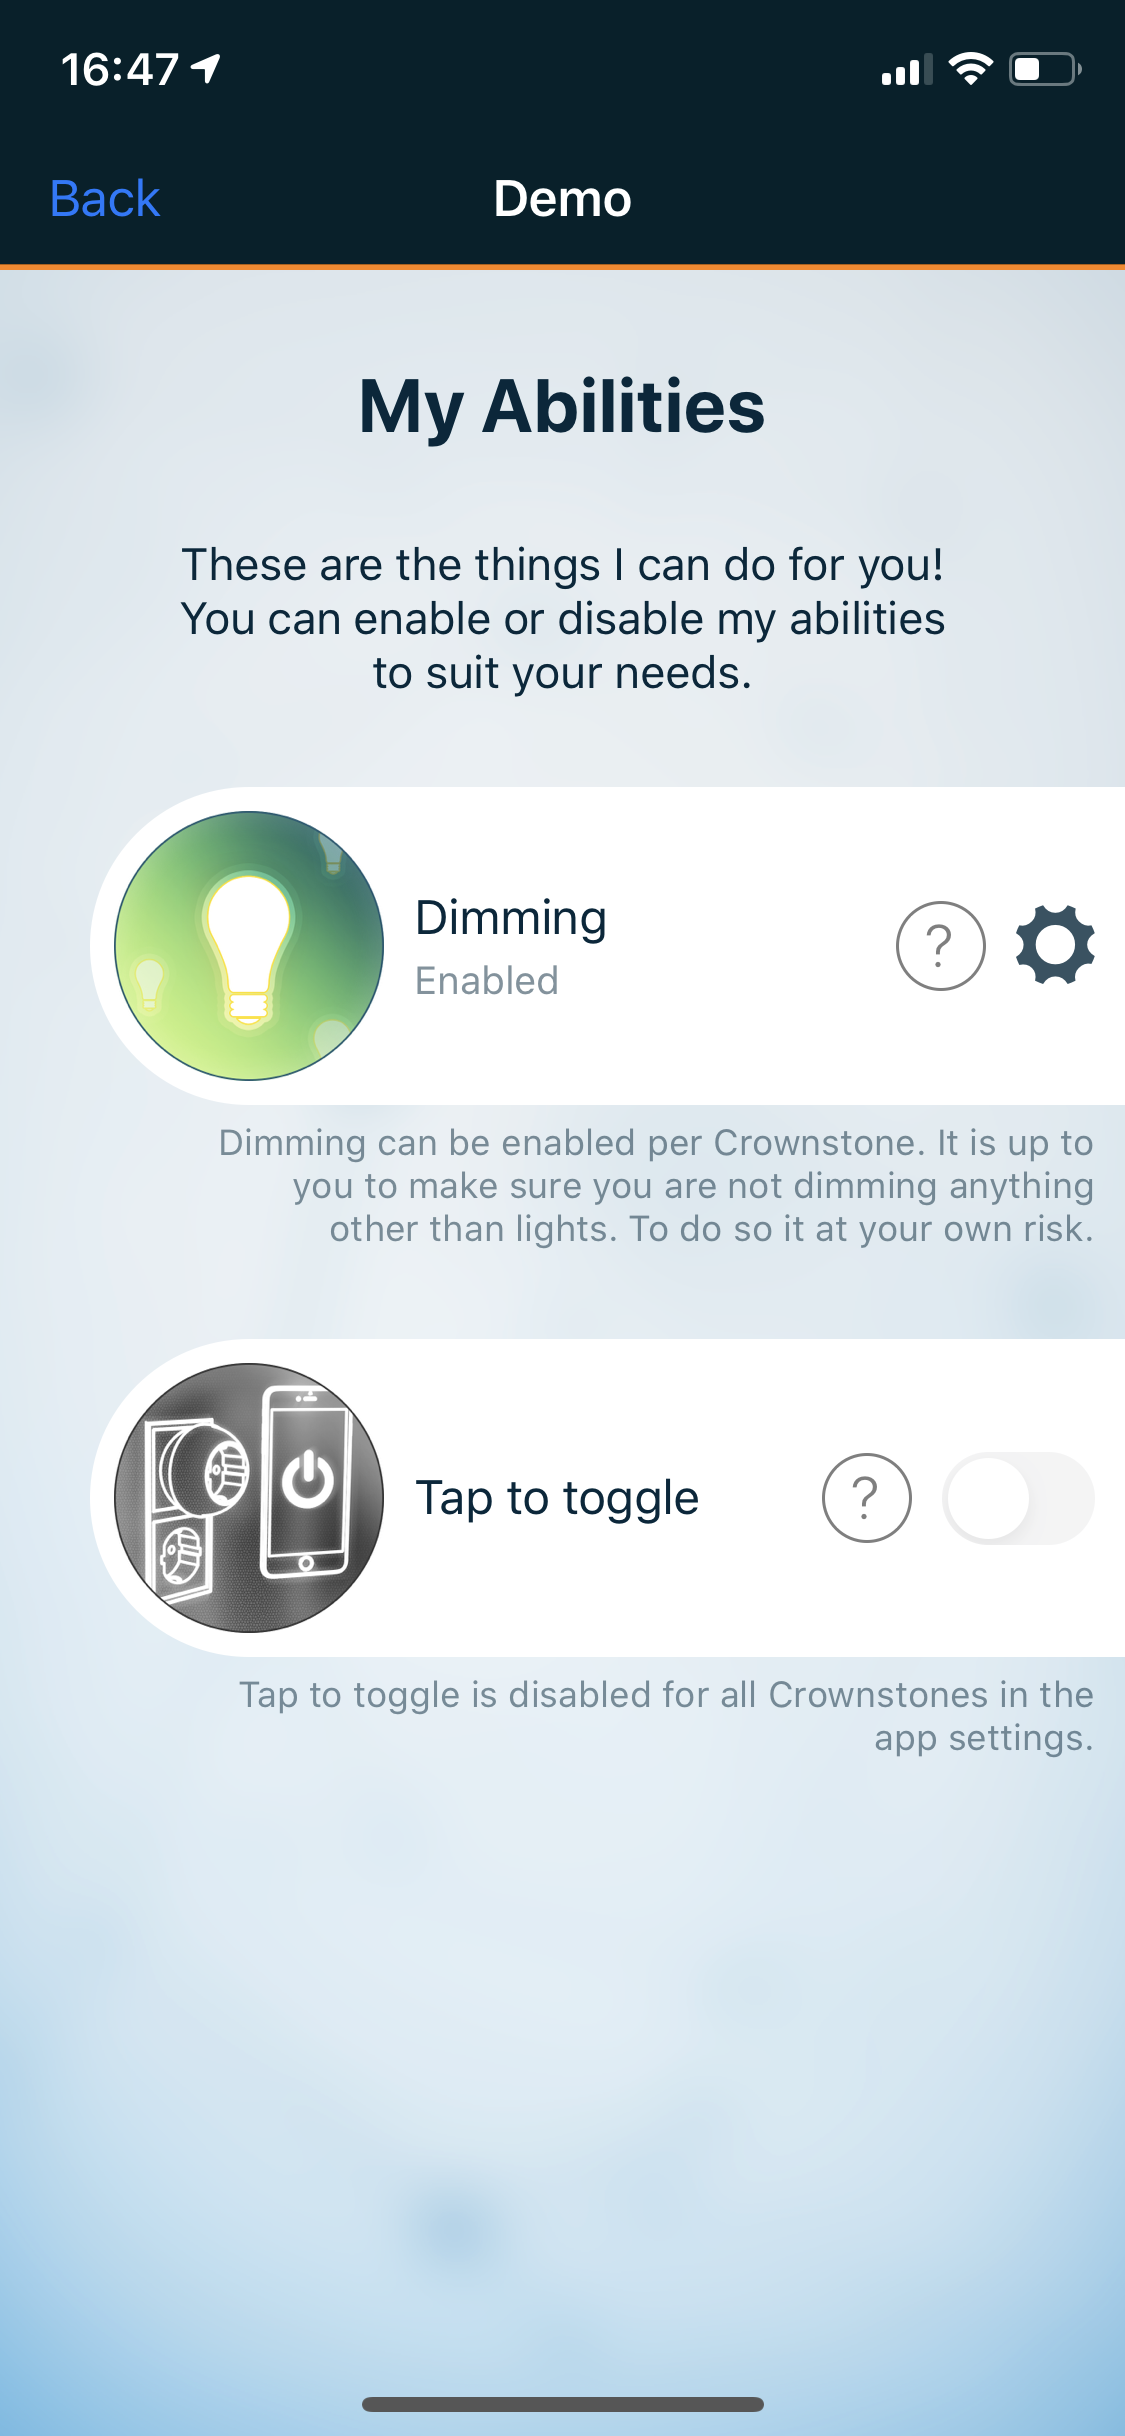 16:47
Back
Demo
My Abilities
These are the things I can do for you!
You can enable or disable my abilities
to suit your needs.
Dimming
Enabled
?
Dimming can be enabled per Crownstone. It is up to
you to make sure you are not dimming anything
other than lights. To do so it at your own risk.
Tap to toggle
?
Tap to toggle is disabled for all Crownstones in the
app settings.